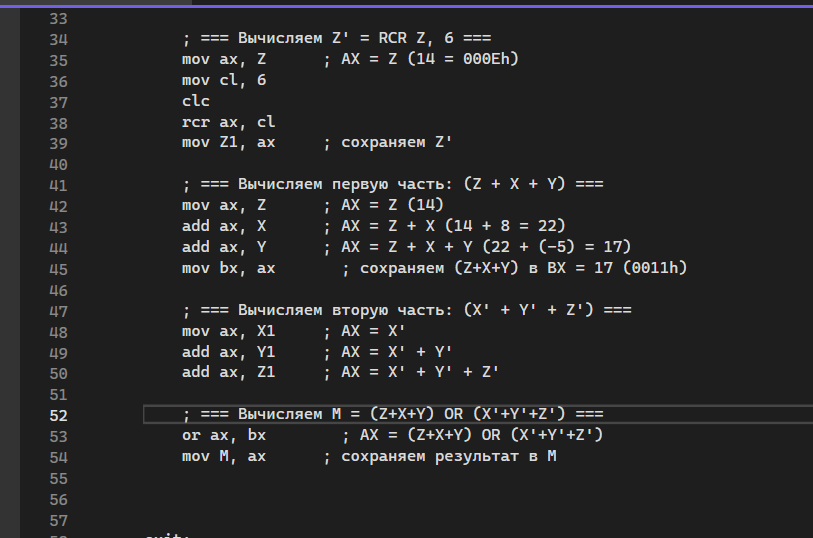 33
34 ; === Вычисляем Z' = RCR Z, 6 ===
35 mov ax, Z ; AX = Z (14 = 000Eh)
36 mov cl, 6
37 clc
38 rcr ax, cl
39 mov Z1, ax ; сохраняем Z'
40
41 ; === Вычисляем первую часть: (Z + X + Y) ===
42 mov ax, Z ; AX = Z (14)
43 add ax, X ; AX = Z + X (14 + 8 = 22)
44 add ax, Y ; AX = Z + X + Y (22 + (-5) = 17)
45 mov bx, ax ; сохраняем (Z+X+Y) в BX = 17 (0011h)
46
47 ; === Вычисляем вторую часть: (X' + Y' + Z') ===
48 mov ax, X1 ; AX = X'
49 add ax, Y1 ; AX = X' + Y'
50 add ax, Z1 ; AX = X' + Y' + Z'
51
52 ; === Вычисляем M = (Z+X+Y) OR (X'+Y'+Z') ===
53 or ax, bx ; AX = (Z+X+Y) OR (X'+Y'+Z')
54 mov M, ax ; сохраняем результат в M
55
56
57